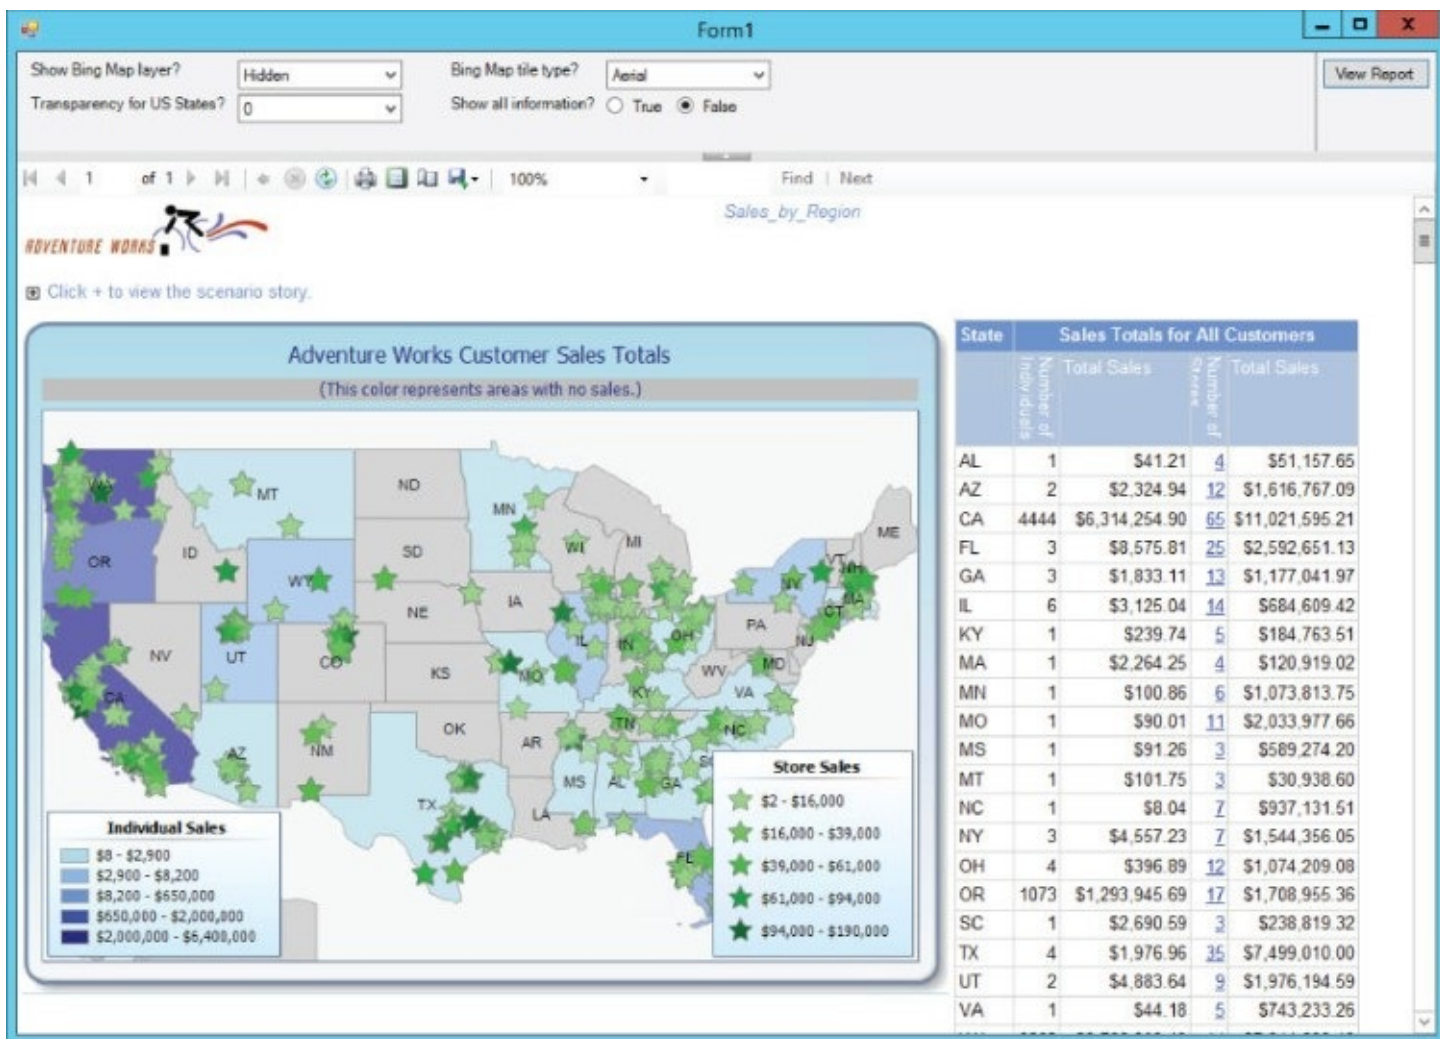 Form1
Show Bing Map layer? Hidden Bing Map tile type? Aerial View Report
Transparency for US States? 0 Show all information? True False
1 of 1 100% Find | Next
Sales_by_Region
ADVENTURE WORKS
Click + to view the scenario story.
Adventure Works Customer Sales Totals
(This color represents areas with no sales.)
WA MT ND MN ME
OR ID SD WI MI VT NH
WY NE IA NY MA CT
NV UT CO KS IL IN OH PA NJ
MO WV MD
CA KY VA
AZ NM OK AR TN NC
TX LA MS AL GA SC
FL
Individual Sales
$8 - $2,900
$2,900 - $8,200
$8,200 - $650,000
$650,000 - $2,000,000
$2,000,000 - $6,400,000
Store Sales
$2 - $16,000
$16,000 - $39,000
$39,000 - $61,000
$61,000 - $94,000
$94,000 - $190,000
State Sales Totals for All Customers
Number of Individuals Total Sales Number of Total Sales
AL 1 $41.21 4 $51,157.65
AZ 2 $2,324.94 12 $1,616,767.09
CA 4444 $6,314,254.90 65 $11,021,595.21
FL 3 $8,575.81 25 $2,592,651.13
GA 3 $1,833.11 13 $1,177,041.97
IL 6 $3,125.04 14 $684,609.42
KY 1 $239.74 5 $184,763.51
MA 1 $2,264.25 4 $120,919.02
MN 1 $100.86 6 $1,073,813.75
MO 1 $90.01 11 $2,033,977.66
MS 1 $91.26 3 $589,274.20
MT 1 $101.75 3 $30,938.60
NC 1 $8.04 7 $937,131.51
NY 3 $4,557.23 7 $1,544,356.05
OH 4 $396.89 12 $1,074,209.08
OR 1073 $1,293,945.69 17 $1,708,955.36
SC 1 $2,690.59 3 $238,819.32
TX 4 $1,976.96 35 $7,499,010.00
UT 2 $4,883.64 9 $1,976,194.59
VA 1 $44.18 5 $743,233.26